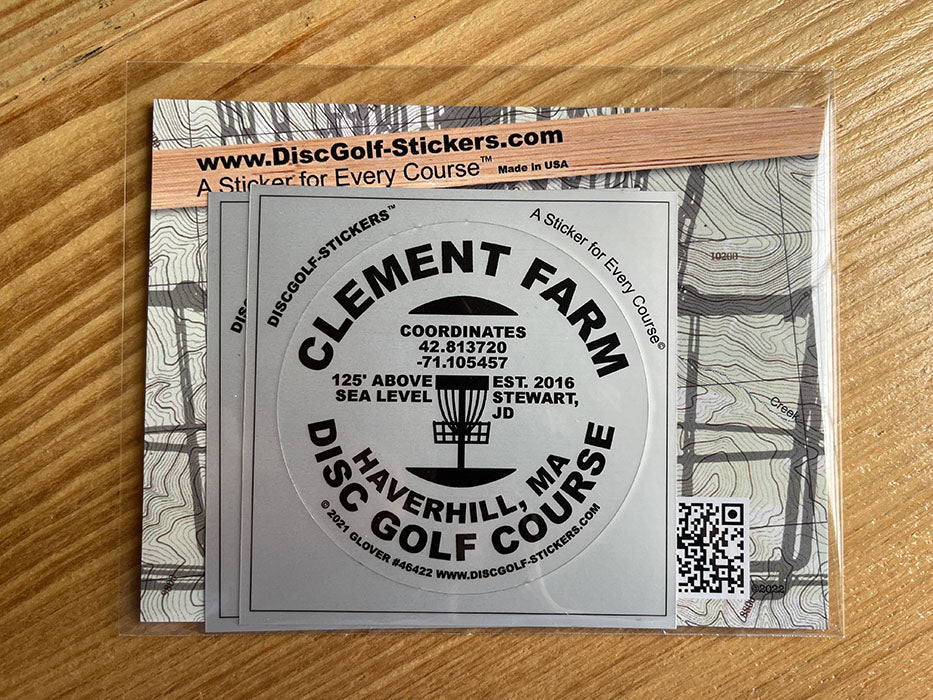 www.DiscGolf-Stickers.com
A Sticker for Every Course™ Made in USA
DISCGOLF-STICKERS™
A Sticker for Every Course©
CLEMENT FARM
COORDINATES
42.813720
-71.105457
125' ABOVE
SEA LEVEL
EST. 2016
STEWART,
JD
HAVERHILL, MA
DISC GOLF COURSE
© 2021 GLOVER #46422 WWW.DISCGOLF-STICKERS.COM
10200
Creek
©2022